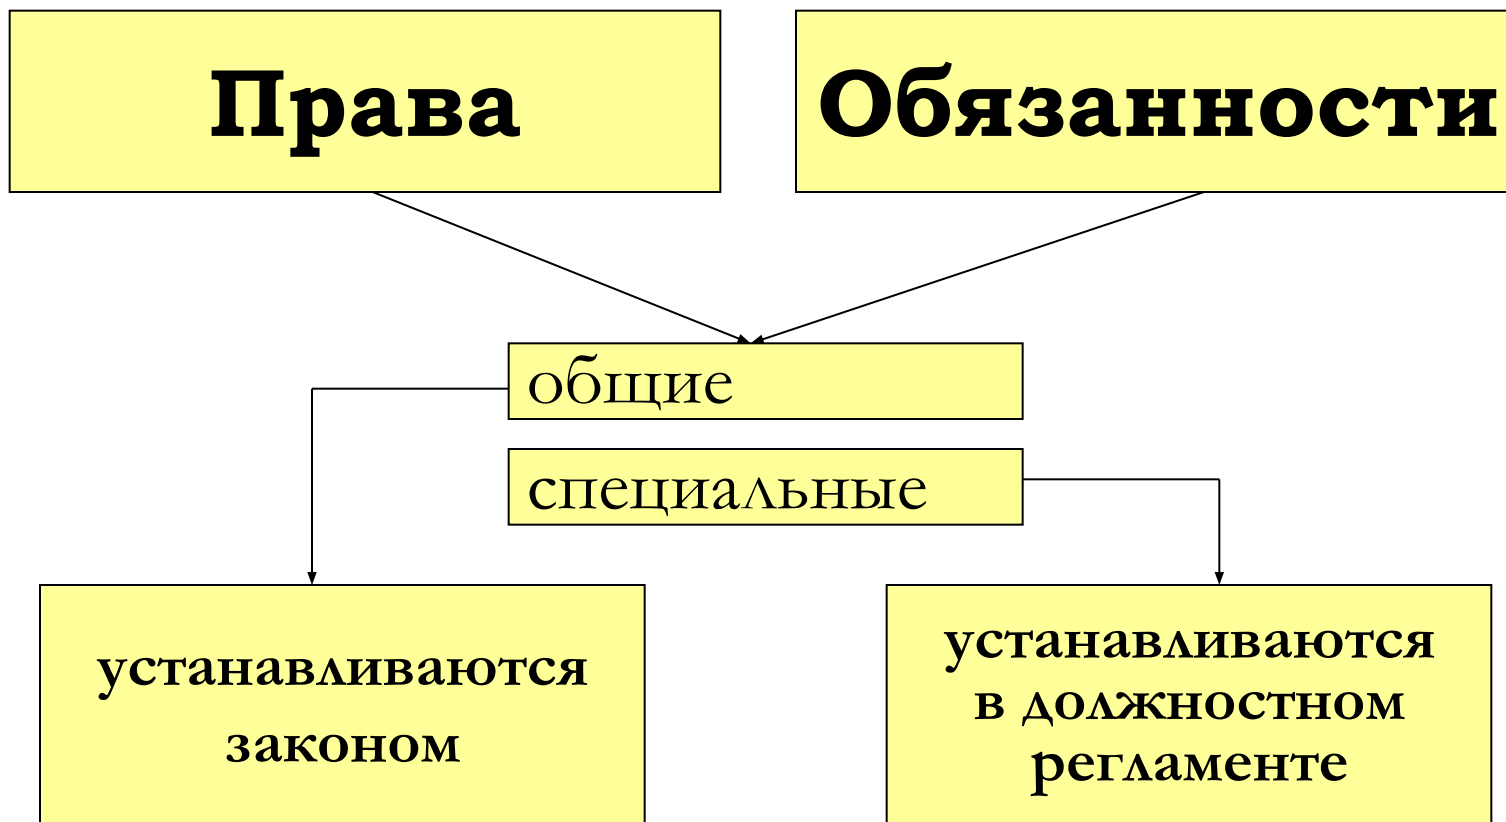 Права
Обязанности
общие
специальные
устанавливаются
законом
устанавливаются
в должностном
регламенте